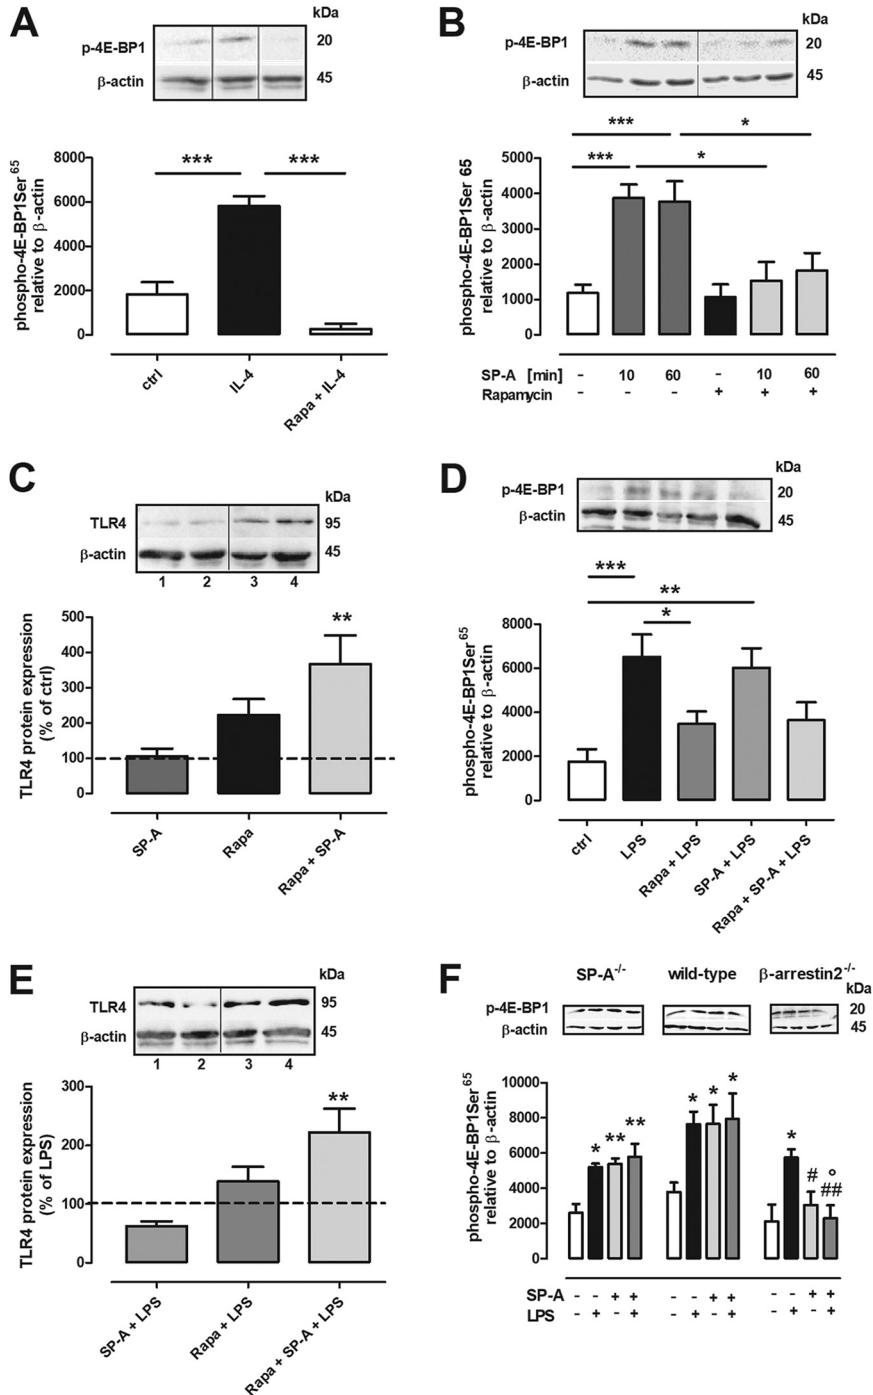 A
kDa
p-4E-BP1
20
β-actin
45
phospho-4E-BP1Ser65
relative to β-actin
8000
6000
4000
2000
0
*** ***
ctrl
IL-4
Rapa + IL-4
B
kDa
p-4E-BP1
20
β-actin
45
phospho-4E-BP1Ser 65
relative to β-actin
*** *
*** *
5000
4000
3000
2000
1000
0
SP-A [min] - 10 60 - 10 60
Rapamycin - - - + + +
C
kDa
TLR4
95
β-actin
45
1 2 3 4
TLR4 protein expression
(% of ctrl)
500
400
300
200
100
0
**
SP-A
Rapa
Rapa + SP-A
D
kDa
p-4E-BP1
20
β-actin
45
phospho-4E-BP1Ser65
relative to β-actin
***
**
*
8000
6000
4000
2000
0
ctrl
LPS
Rapa + LPS
SP-A + LPS
Rapa + SP-A + LPS
E
kDa
TLR4
95
β-actin
45
1 2 3 4
TLR4 protein expression
(% of LPS)
300
200
100
0
**
SP-A + LPS
Rapa + LPS
Rapa + SP-A + LPS
F
SP-A-/- wild-type β-arrestin2-/-
kDa
p-4E-BP1
20
β-actin
45
phospho-4E-BP1Ser65
relative to β-actin
10000
8000
6000
4000
2000
0
* ** ** * * * * # °
##
SP-A - - + + - - + + - - + +
LPS - + - + - + - + - + - +